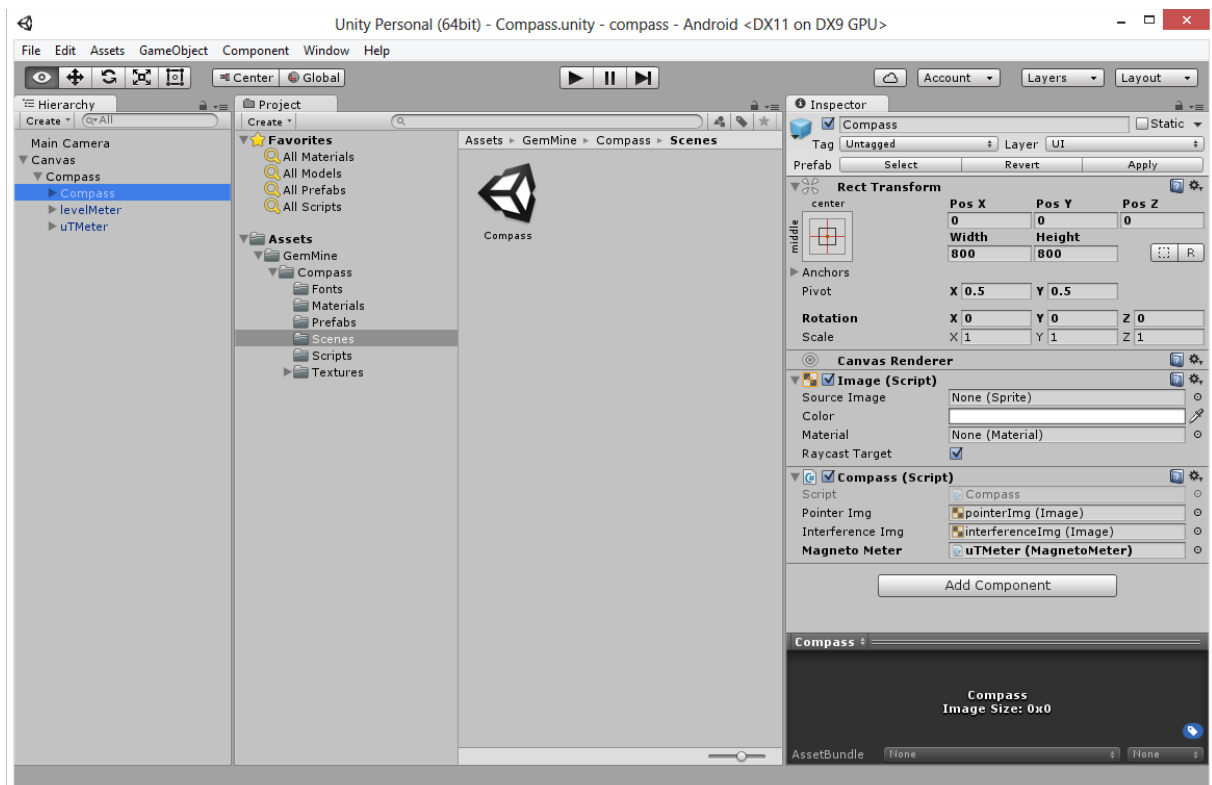 Unity Personal (64bit) - Compass.unity - compass - Android <DX11 on DX9 GPU>
File Edit Assets GameObject Component Window Help
Center Global Account Layers Layout
Hierarchy
Create All
Main Camera
Canvas
Compass
Compass
levelMeter
uTMeter
Project
Create
Favorites
All Materials
All Models
All Prefabs
All Scripts
Assets
GemMine
Compass
Fonts
Materials
Prefabs
Scenes
Scripts
Textures
Assets GemMine Compass Scenes
Compass
Inspector
Compass Static
Tag Untagged Layer UI
Prefab Select Revert Apply
Rect Transform
center Pos X Pos Y Pos Z
0 0 0
middle
Width Height
800 800 R
Anchors
Pivot X 0.5 Y 0.5
Rotation X 0 Y 0 Z 0
Scale X 1 Y 1 Z 1
Canvas Renderer
Image (Script)
Source Image None (Sprite)
Color
Material None (Material)
Raycast Target
Compass (Script)
Script Compass
Pointer Img pointerImg (Image)
Interference Img interferenceImg (Image)
Magneto Meter uTMeter (MagnetoMeter)
Add Component
Compass
Compass
Image Size: 0x0
AssetBundle None None